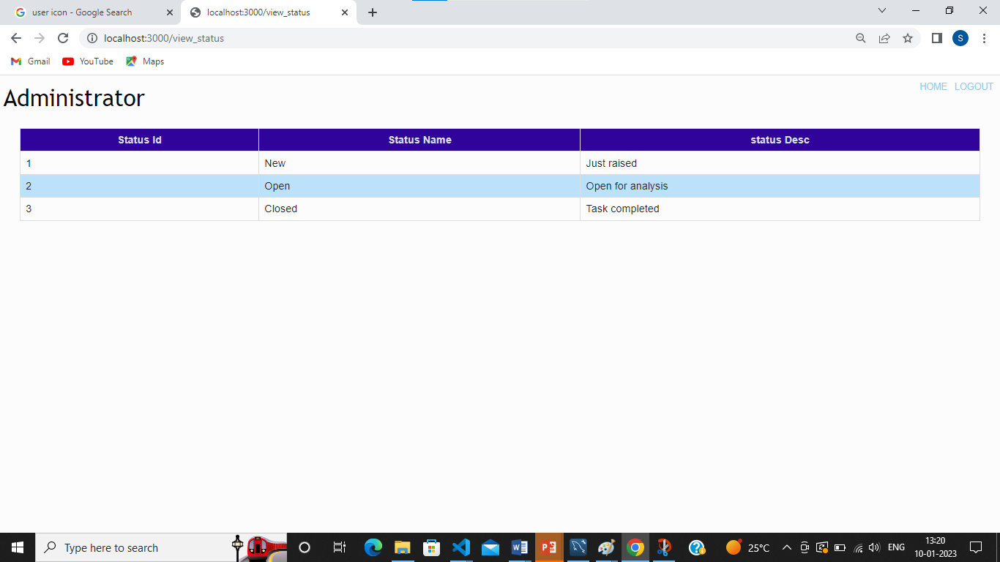 user icon - Google Search
localhost:3000/view_status
localhost:3000/view_status
S
Gmail YouTube Maps
HOME LOGOUT
Administrator
Status Id Status Name status Desc
1 New Just raised
2 Open Open for analysis
3 Closed Task completed
Type here to search
25°C
ENG
13:20
10-01-2023